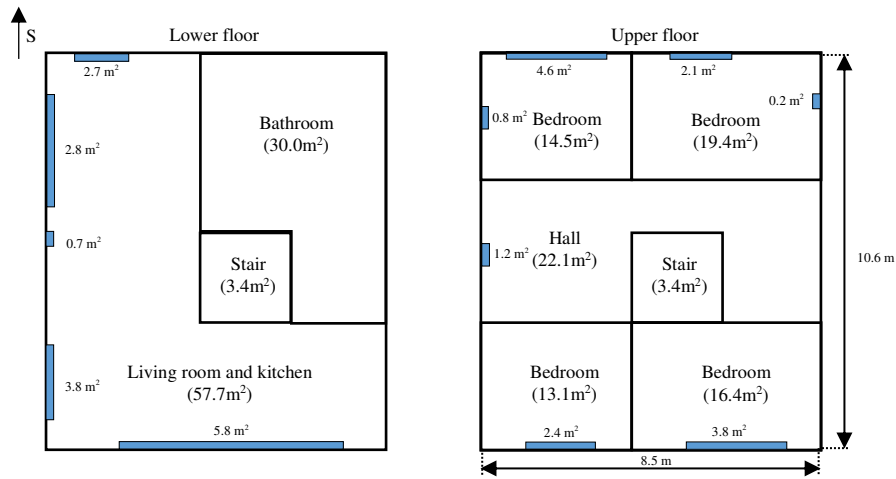 S
Lower floor
2.7 m²
2.8 m²
0.7 m²
3.8 m²
Bathroom
(30.0m²)
Stair
(3.4m²)
Living room and kitchen
(57.7m²)
5.8 m²
Upper floor
4.6 m²
2.1 m²
0.8 m²
0.2 m²
Bedroom
(14.5m²)
Bedroom
(19.4m²)
1.2 m²
Hall
(22.1m²)
Stair
(3.4m²)
10.6 m
Bedroom
(13.1m²)
Bedroom
(16.4m²)
2.4 m²
3.8 m²
8.5 m